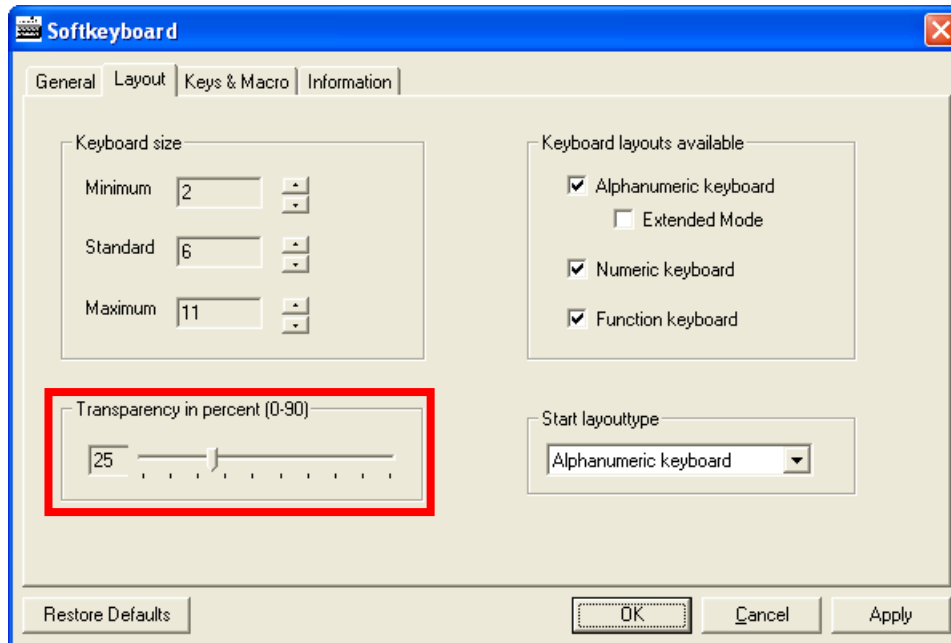 Softkeyboard
General Layout Keys & Macro Information
Keyboard size
Minimum 2
Standard 6
Maximum 11
Keyboard layouts available
Alphanumeric keyboard
Extended Mode
Numeric keyboard
Function keyboard
Transparency in percent (0-90)
25
Start layouttype
Alphanumeric keyboard
Restore Defaults OK Cancel Apply